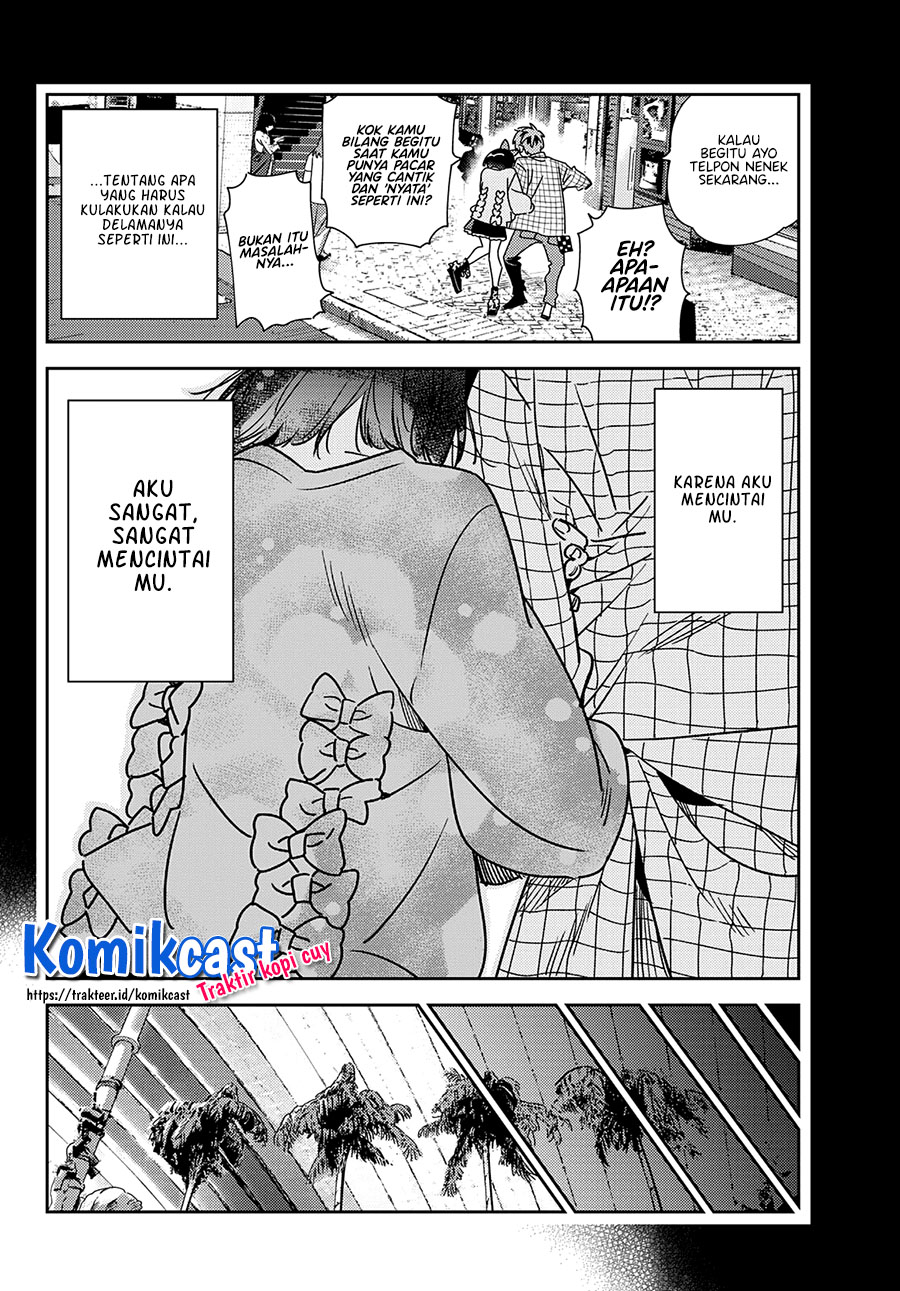 KALAU
BEGITU AYO
TELPON NENEK
SEKARANG...
EH?
APA-
APAAN
ITU!?
KOK KAMU
BILANG BEGITU
SAAT KAMU
PUNYA PACAR
YANG CANTIK
DAN 'NYATA'
SEPERTI INI?
BUKAN ITU
MASALAH-
NYA...
...TENTANG APA
YANG HARUS
KULAKUKAN KALAU
DELAMANYA
SEPERTI INI...
KARENA AKU
MENCINTAI
MU.
AKU
SANGAT,
SANGAT
MENCINTAI
MU.
Komikcast
Traktir kopi cuy
https://trakteer.id/komikcast